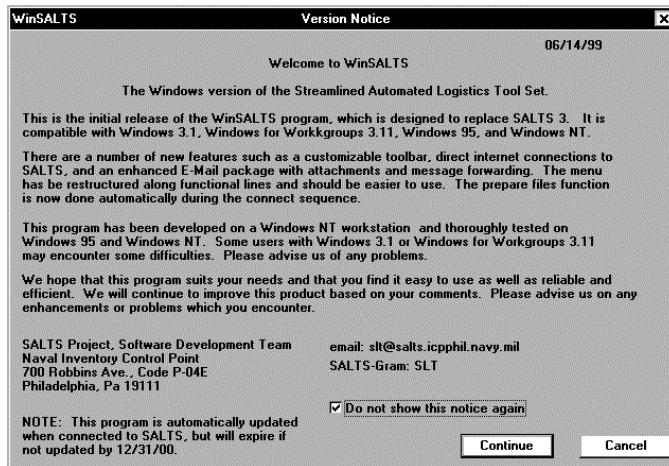 WinSALTS Version Notice
06/14/99
Welcome to WinSALTS
The Windows version of the Streamlined Automated Logistics Tool Set.
This is the initial release of the WinSALTS program, which is designed to replace SALTS 3. It is
compatible with Windows 3.1, Windows for Workkgroups 3.11, Windows 95, and Windows NT.
There are a number of new features such as a customizable toolbar, direct internet connections to
SALTS, and an enhanced E-Mail package with attachments and message forwarding. The menu
has be restructured along functional lines and should be easier to use. The prepare files function
is now done automatically during the connect sequence.
This program has been developed on a Windows NT workstation and thoroughly tested on
Windows 95 and Windows NT. Some users with Windows 3.1 or Windows for Workgroups 3.11
may encounter some difficulties. Please advise us of any problems.
We hope that this program suits your needs and that you find it easy to use as well as reliable and
efficient. We will continue to improve this product based on your comments. Please advise us on any
enhancements or problems which you encounter.
SALTS Project, Software Development Team
Naval Inventory Control Point
700 Robbins Ave., Code P-04E
Philadelphia, Pa 19111
email: slt@salts.icpphil.navy.mil
SALTS-Gram: SLT
Do not show this notice again
NOTE: This program is automatically updated
when connected to SALTS, but will expire if
not updated by 12/31/00.
Continue
Cancel